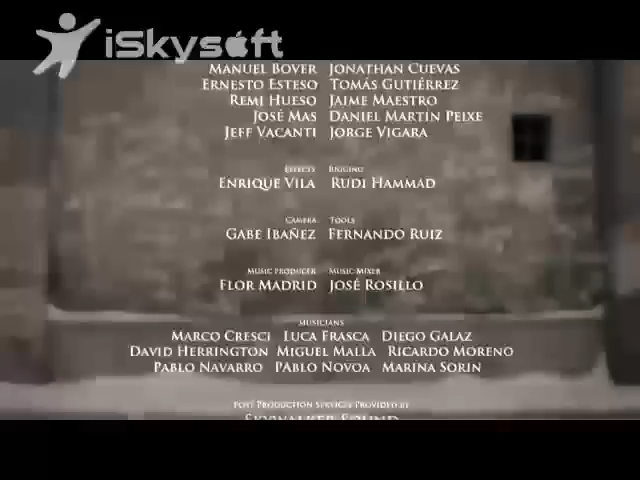 iSkysoft
MANUEL BOVER JONATHAN CUEVAS
ERNESTO ESTESO TOMÁS GUTIÉRREZ
REMI HUESO JAIME MAESTRO
JOSÉ MAS DANIEL MARTIN PEIXE
JEFF VACANTI JORGE VIGARA
EFFECTS RIGGING
ENRIQUE VILA RUDI HAMMAD
CAMERA TOOLS
GABE IBAÑEZ FERNANDO RUIZ
MUSIC PRODUCER MUSIC MIXER
FLOR MADRID JOSÉ ROSILLO
MUSICIANS
MARCO CRESCI LUCA FRASCA DIEGO GALAZ
DAVID HERRINGTON MIGUEL MALLA RICARDO MORENO
PABLO NAVARRO PABLO NOVOA MARINA SORIN
POST PRODUCTION SERVICES PROVIDED BY
SKYWALKER SOUND